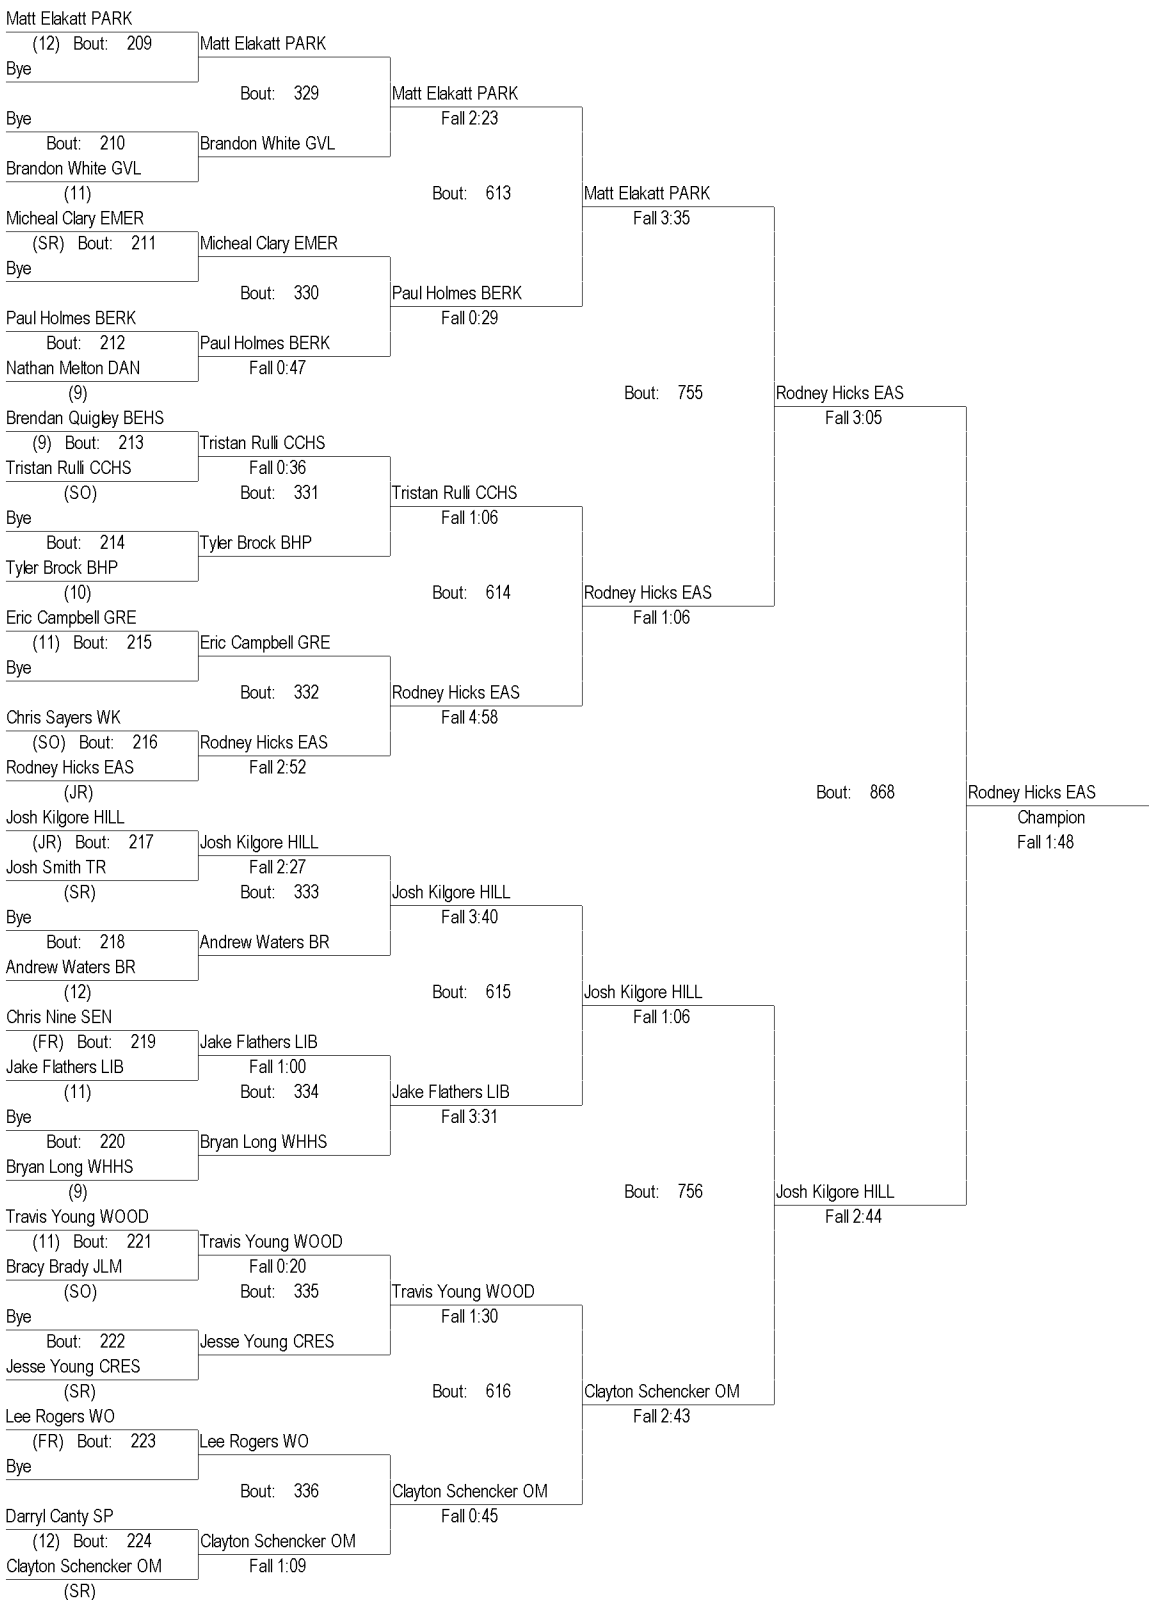 Matt Elakatt PARK
(12) Bout: 209 Matt Elakatt PARK
Bye
Bout: 329 Matt Elakatt PARK
Bye Fall 2:23
Bout: 210 Brandon White GVL
Brandon White GVL
(11) Bout: 613 Matt Elakatt PARK
Micheal Clary EMER Fall 3:35
(SR) Bout: 211 Micheal Clary EMER
Bye
Bout: 330 Paul Holmes BERK
Paul Holmes BERK Fall 0:29
Bout: 212 Paul Holmes BERK
Nathan Melton DAN Fall 0:47
(9) Bout: 755 Rodney Hicks EAS
Brendan Quigley BEHS Fall 3:05
(9) Bout: 213 Tristan Rulli CCHS
Tristan Rulli CCHS Fall 0:36
(SO) Bout: 331 Tristan Rulli CCHS
Bye Fall 1:06
Bout: 214 Tyler Brock BHP
Tyler Brock BHP
(10) Bout: 614 Rodney Hicks EAS
Eric Campbell GRE Fall 1:06
(11) Bout: 215 Eric Campbell GRE
Bye
Bout: 332 Rodney Hicks EAS
Chris Sayers WK Fall 4:58
(SO) Bout: 216 Rodney Hicks EAS
Rodney Hicks EAS Fall 2:52
(JR) Bout: 868 Rodney Hicks EAS
Josh Kilgore HILL Champion
(JR) Bout: 217 Josh Kilgore HILL Fall 1:48
Josh Smith TR Fall 2:27
(SR) Bout: 333 Josh Kilgore HILL
Bye Fall 3:40
Bout: 218 Andrew Waters BR
Andrew Waters BR
(12) Bout: 615 Josh Kilgore HILL
Chris Nine SEN Fall 1:06
(FR) Bout: 219 Jake Flathers LIB
Jake Flathers LIB Fall 1:00
(11) Bout: 334 Jake Flathers LIB
Bye Fall 3:31
Bout: 220 Bryan Long WHHS
Bryan Long WHHS
(9) Bout: 756 Josh Kilgore HILL
Travis Young WOOD Fall 2:44
(11) Bout: 221 Travis Young WOOD
Bracy Brady JLM Fall 0:20
(SO) Bout: 335 Travis Young WOOD
Bye Fall 1:30
Bout: 222 Jesse Young CRES
Jesse Young CRES
(SR) Bout: 616 Clayton Schencker OM
Lee Rogers WO Fall 2:43
(FR) Bout: 223 Lee Rogers WO
Bye
Bout: 336 Clayton Schencker OM
Darryl Canty SP Fall 0:45
(12) Bout: 224 Clayton Schencker OM
Clayton Schencker OM Fall 1:09
(SR)